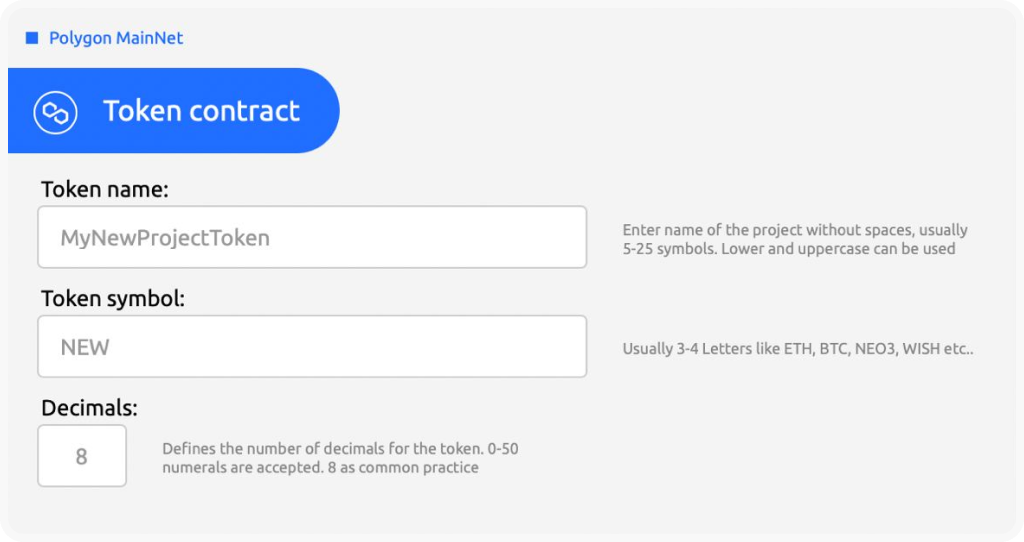 Polygon MainNet
Token contract
Token name:
MyNewProjectToken
Enter name of the project without spaces, usually
5-25 symbols. Lower and uppercase can be used
Token symbol:
NEW
Usually 3-4 Letters like ETH, BTC, NEO3, WISH etc..
Decimals:
8
Defines the number of decimals for the token. 0-50
numerals are accepted. 8 as common practice